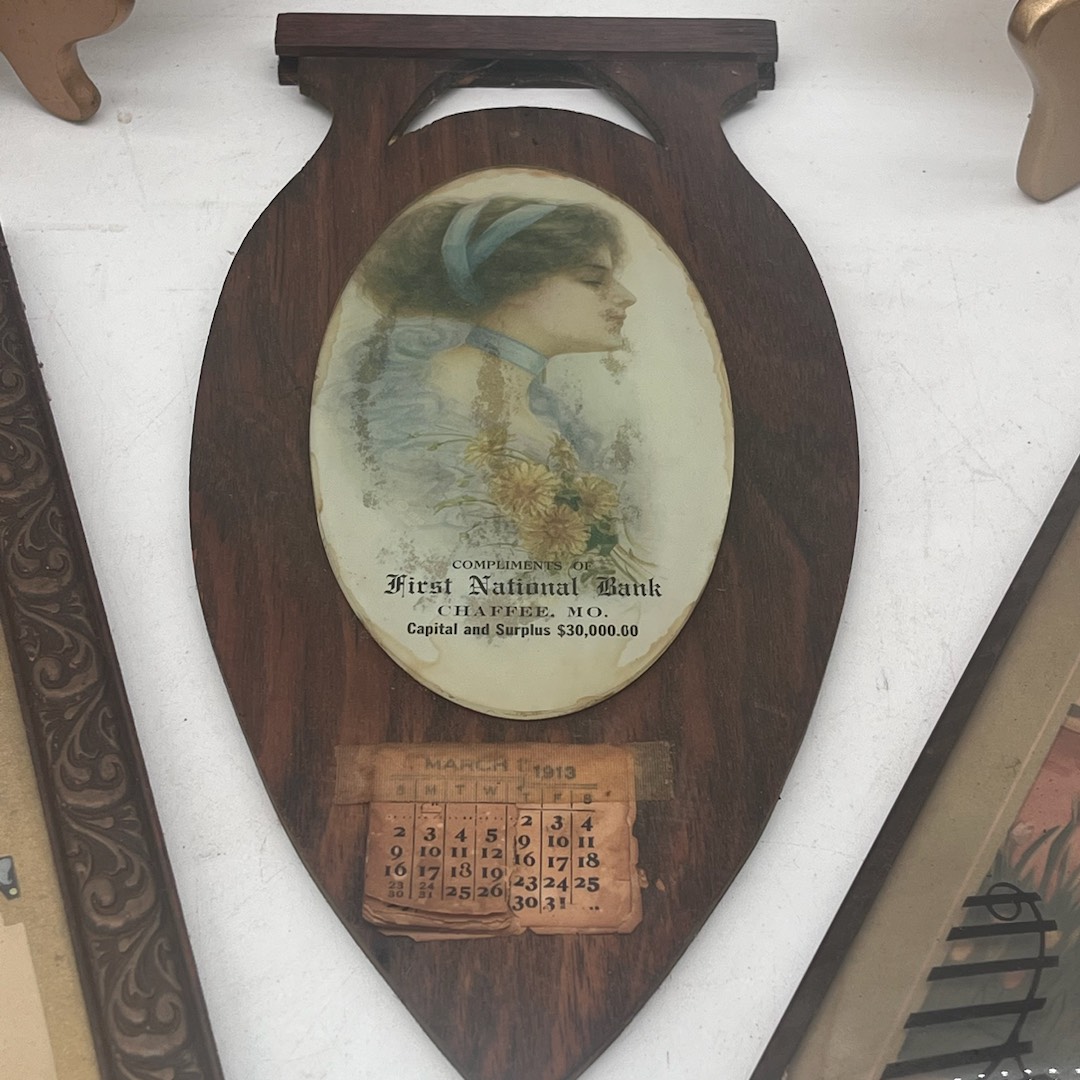 COMPLIMENTS OF
First National Bank
CHAFFEE, MO.
Capital and Surplus $30,000.00
MARCH 1913
S M T W T F S
2 3 4
2 3 4 5 9 10 11
9 10 11 12 16 17 18
16 17 18 19 23 24 25
23 30 24 31 25 26 30 31